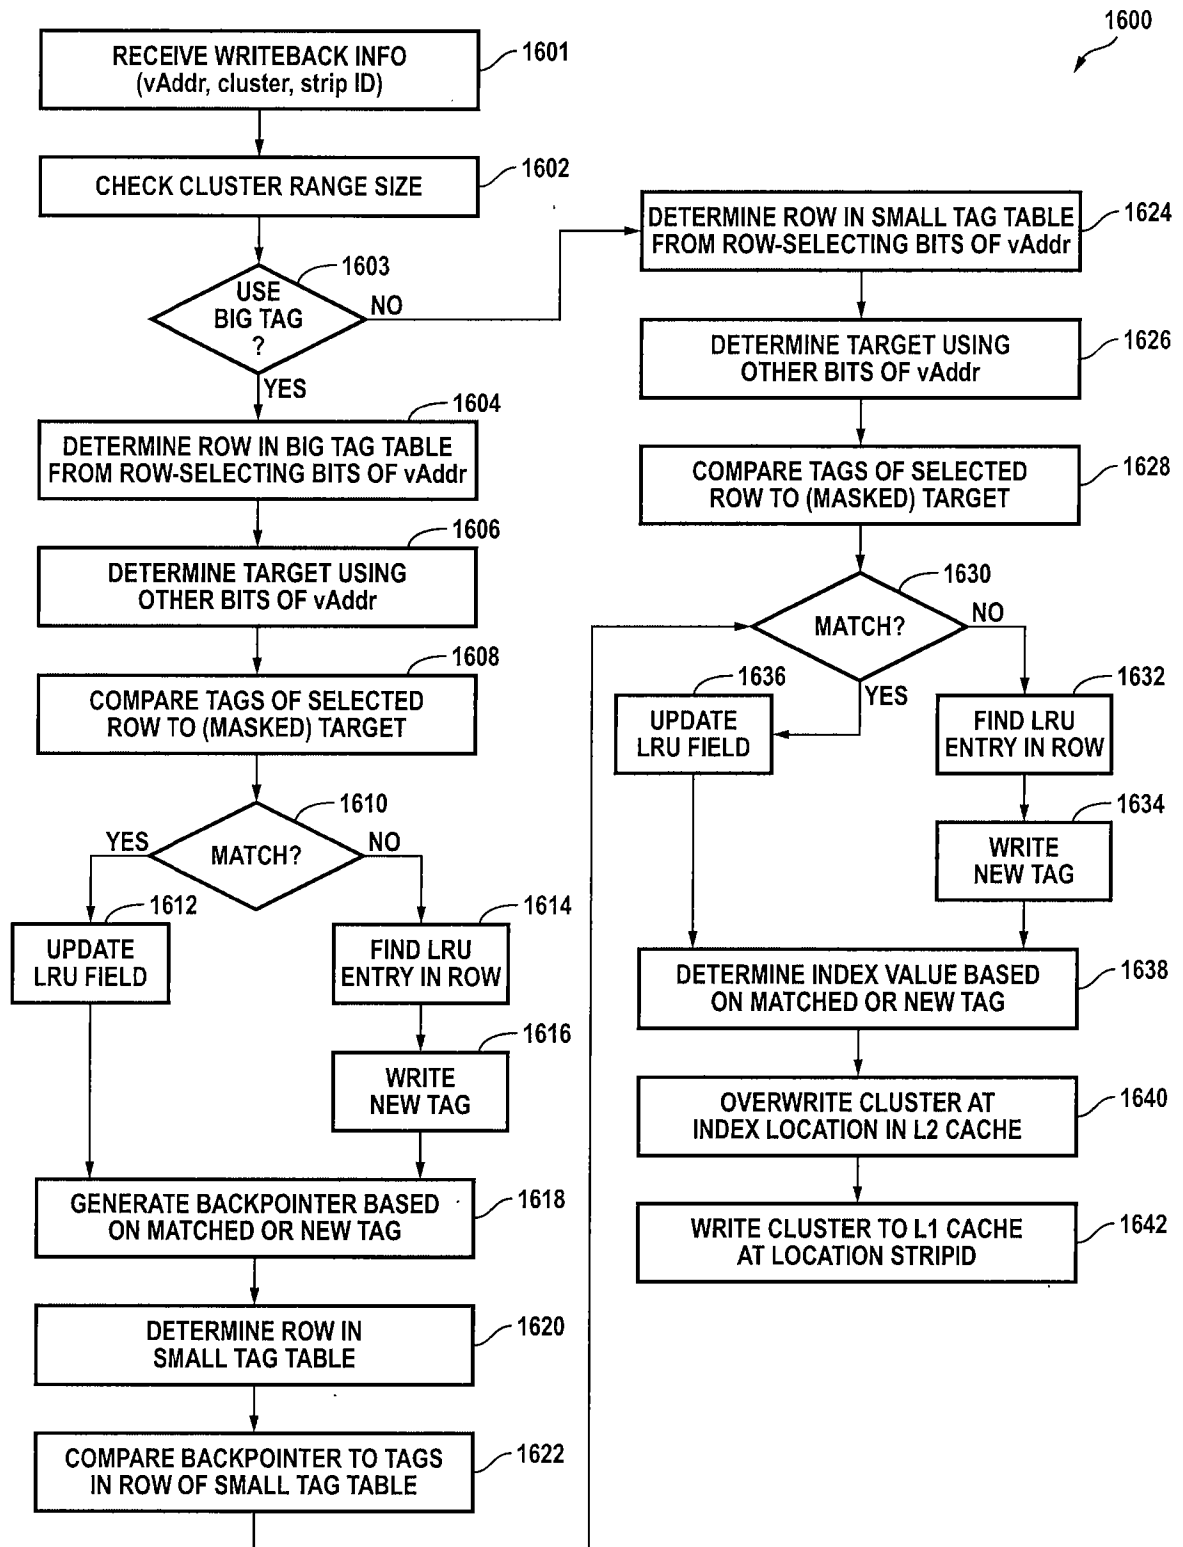 1600
RECEIVE WRITEBACK INFO
(vAddr, cluster, strip ID)
1601
CHECK CLUSTER RANGE SIZE
1602
USE
BIG TAG
?
1603
NO
YES
DETERMINE ROW IN BIG TAG TABLE
FROM ROW-SELECTING BITS OF vAddr
1604
DETERMINE TARGET USING
OTHER BITS OF vAddr
1606
COMPARE TAGS OF SELECTED
ROW TO (MASKED) TARGET
1608
MATCH?
1610
YES
NO
UPDATE
LRU FIELD
1612
FIND LRU
ENTRY IN ROW
1614
WRITE
NEW TAG
1616
GENERATE BACKPOINTER BASED
ON MATCHED OR NEW TAG
1618
DETERMINE ROW IN
SMALL TAG TABLE
1620
COMPARE BACKPOINTER TO TAGS
IN ROW OF SMALL TAG TABLE
1622
DETERMINE ROW IN SMALL TAG TABLE
FROM ROW-SELECTING BITS OF vAddr
1624
DETERMINE TARGET USING
OTHER BITS OF vAddr
1626
COMPARE TAGS OF SELECTED
ROW TO (MASKED) TARGET
1628
MATCH?
1630
NO
YES
UPDATE
LRU FIELD
1636
FIND LRU
ENTRY IN ROW
1632
WRITE
NEW TAG
1634
DETERMINE INDEX VALUE BASED
ON MATCHED OR NEW TAG
1638
OVERWRITE CLUSTER AT
INDEX LOCATION IN L2 CACHE
1640
WRITE CLUSTER TO L1 CACHE
AT LOCATION STRIPID
1642